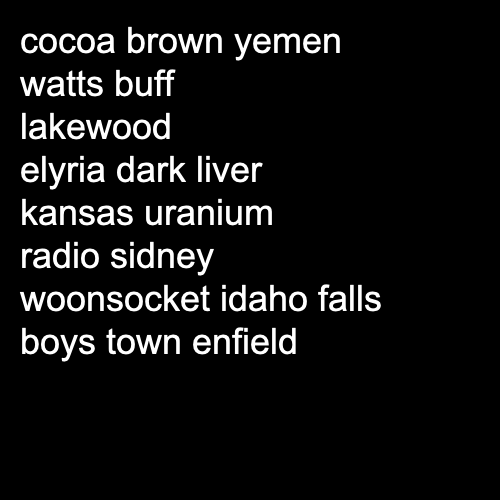 cocoa brown yemen
watts buff
lakewood
elyria dark liver
kansas uranium
radio sidney
woonsocket idaho falls
boys town enfield